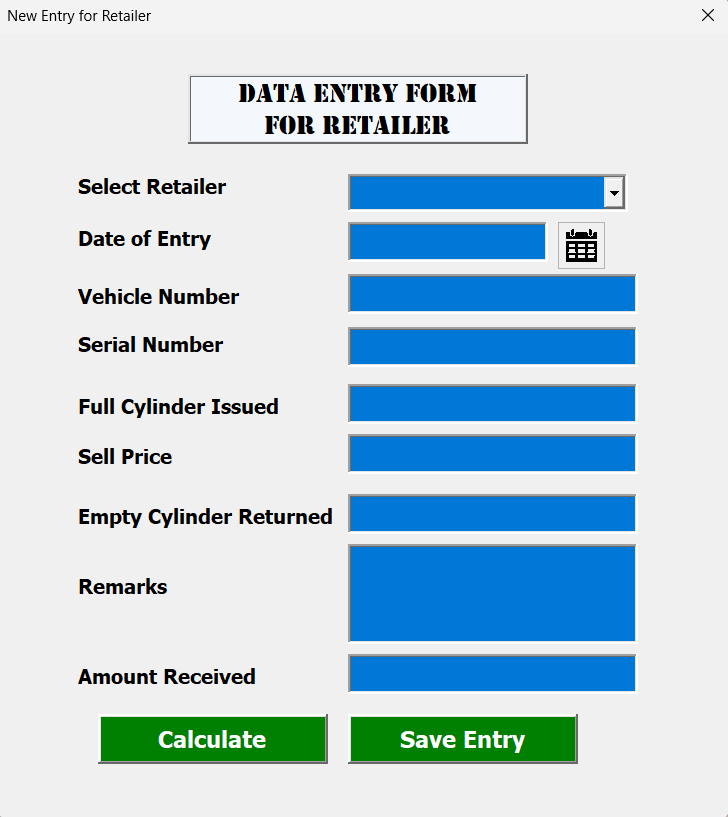 New Entry for Retailer
DATA ENTRY FORM
FOR RETAILER
Select Retailer
Date of Entry
Vehicle Number
Serial Number
Full Cylinder Issued
Sell Price
Empty Cylinder Returned
Remarks
Amount Received
Calculate
Save Entry